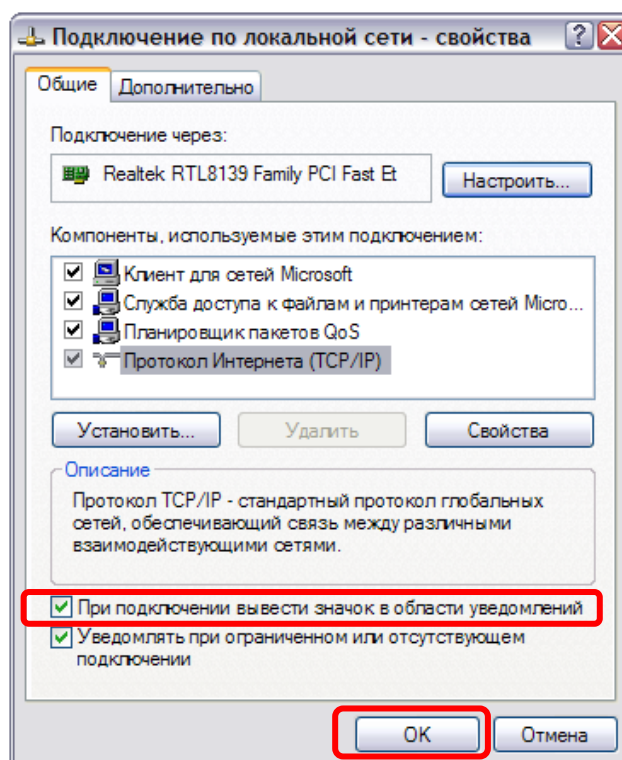 Подключение по локальной сети - свойства
Общие
Дополнительно
Подключение через:
Realtek RTL8139 Family PCI Fast Et
Настроить...
Компоненты, используемые этим подключением:
Клиент для сетей Microsoft
Служба доступа к файлам и принтерам сетей Micro...
Планировщик пакетов QoS
Протокол Интернета (TCP/IP)
Установить...
Удалить
Свойства
Описание
Протокол TCP/IP - стандартный протокол глобальных
сетей, обеспечивающий связь между различными
взаимодействующими сетями.
При подключении вывести значок в области уведомлений
Уведомлять при ограниченном или отсутствующем
подключении
OK
Отмена